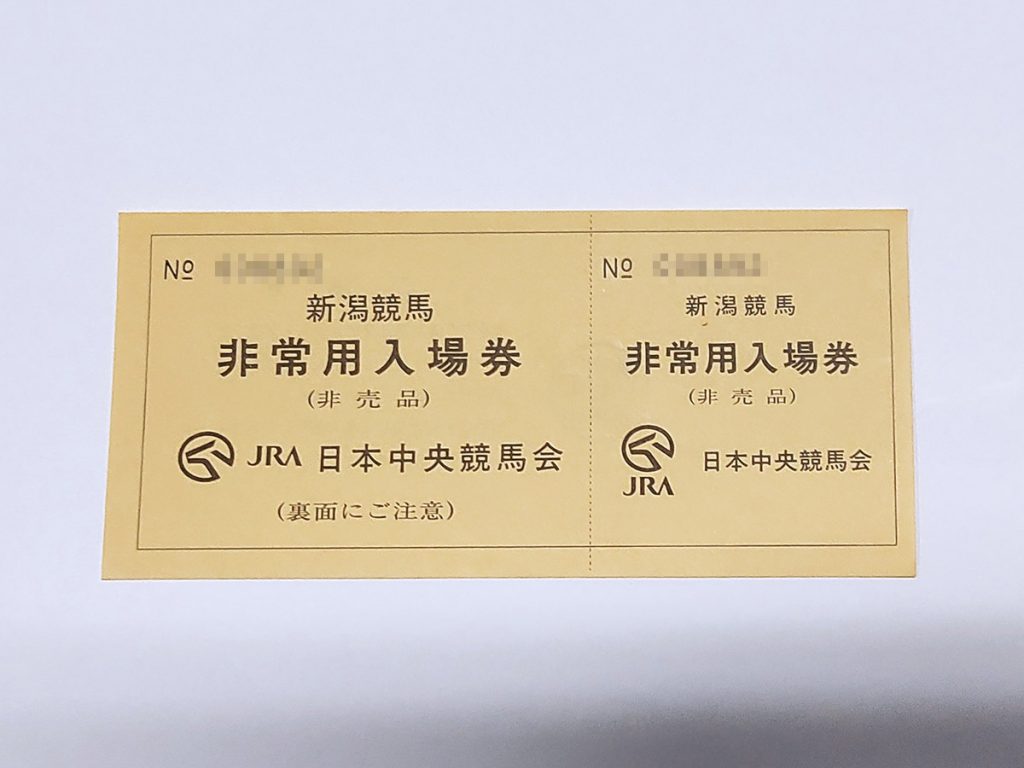 №
新潟競馬
非常用入場券
(非売品)
JRA 日本中央競馬会
(裏面にご注意)
№
新潟競馬
非常用入場券
(非売品)
JRA
日本中央競馬会